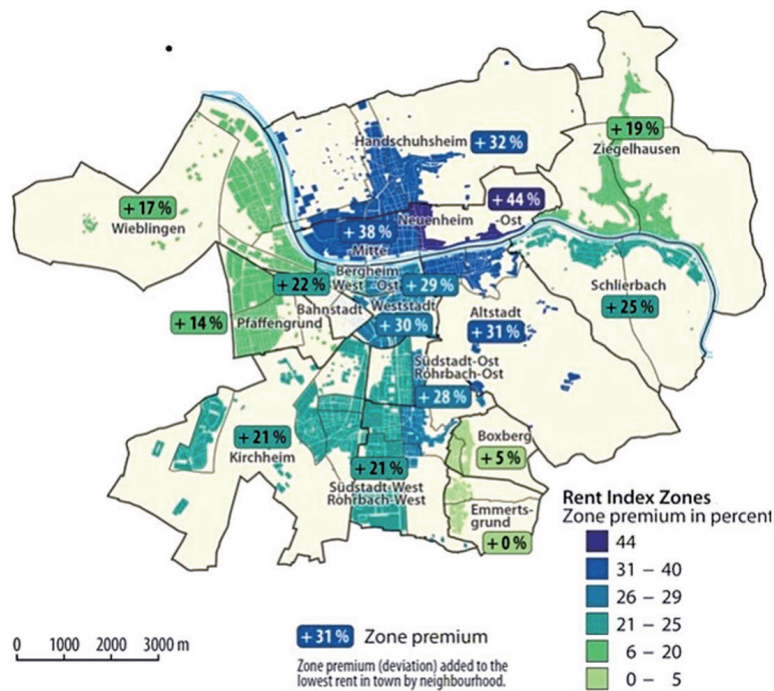 Handschuhsheim
+ 32 %
+ 19 %
Ziegelhausen
+ 17 %
Wieblingen
+ 44 %
Neuenheim
-Ost
+ 38 %
-Mitte
Bergheim
+ 22 %
West
-Ost
+ 29 %
Schlierbach
+ 25 %
Weststadt
+ 30 %
Bahnstadt
+ 14 %
Pfaffengrund
Altstadt
+ 31 %
Südstadt-Ost
Rohrbach-Ost
+ 28 %
+ 21 %
Kirchheim
Boxberg
+ 5 %
+ 21 %
Südstadt-West
Rohrbach-West
Emmerts-
grund
+ 0 %
Rent Index Zones
Zone premium in percent
44
31 – 40
26 – 29
21 – 25
6 – 20
0 – 5
0 1000 2000 3000 m
+ 31 % Zone premium
Zone premium (deviation) added to the
lowest rent in town by neighbourhood.